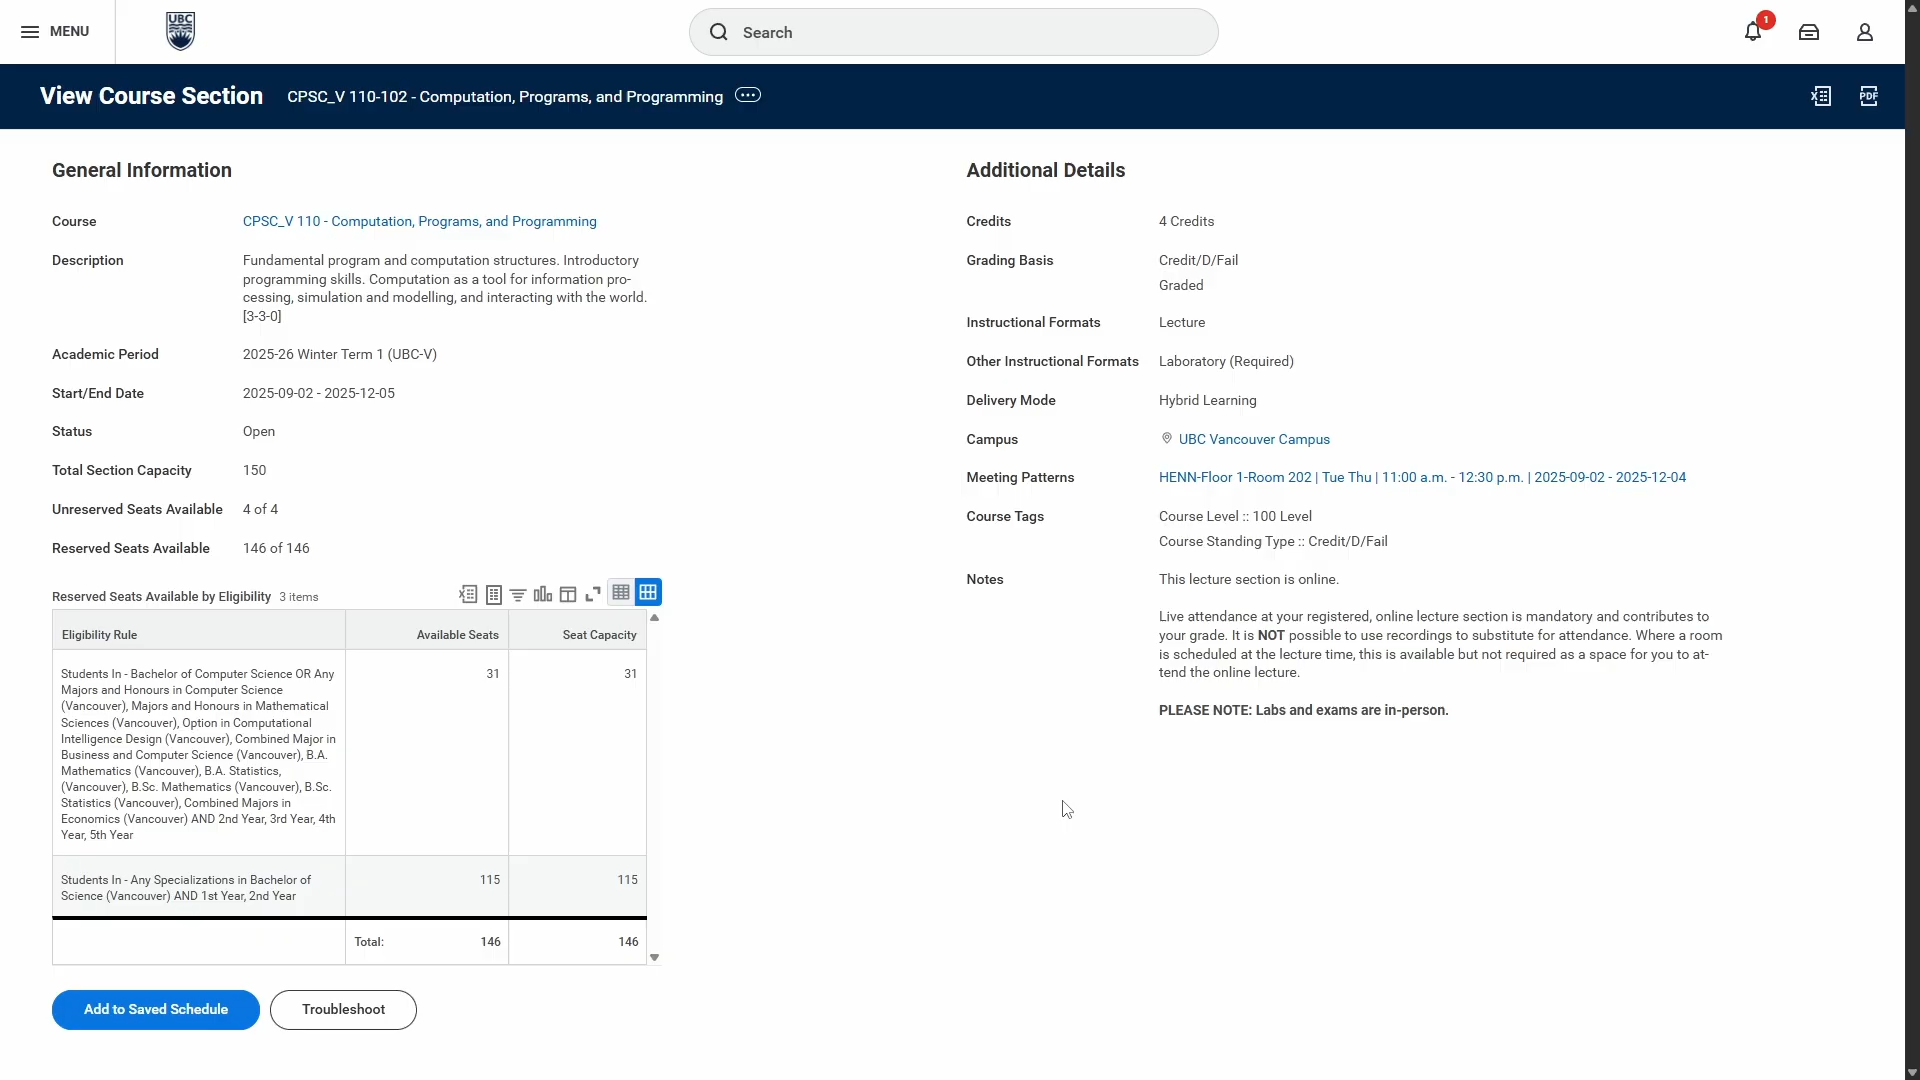 MENU
UBC
Search
1
View Course Section
CPSC_V 110-102 - Computation, Programs, and Programming
PDF
General Information
Course
CPSC_V 110 - Computation, Programs, and Programming
Description
Fundamental program and computation structures. Introductory
programming skills. Computation as a tool for information pro-
cessing, simulation and modelling, and interacting with the world.
[3-3-0]
Academic Period
2025-26 Winter Term 1 (UBC-V)
Start/End Date
2025-09-02 - 2025-12-05
Status
Open
Total Section Capacity
150
Unreserved Seats Available
4 of 4
Reserved Seats Available
146 of 146
Reserved Seats Available by Eligibility 3 items
Eligibility Rule
Available Seats
Seat Capacity
Students In - Bachelor of Computer Science OR Any
Majors and Honours in Computer Science
(Vancouver), Majors and Honours in Mathematical
Sciences (Vancouver), Option in Computational
Intelligence Design (Vancouver), Combined Major in
Business and Computer Science (Vancouver), B.A.
Mathematics (Vancouver), B.A. Statistics,
(Vancouver), B.Sc. Mathematics (Vancouver), B.Sc.
Statistics (Vancouver), Combined Majors in
Economics (Vancouver) AND 2nd Year, 3rd Year, 4th
Year, 5th Year
31
31
Students In - Any Specializations in Bachelor of
Science (Vancouver) AND 1st Year, 2nd Year
115
115
Total:
146
146
Add to Saved Schedule
Troubleshoot
Additional Details
Credits
4 Credits
Grading Basis
Credit/D/Fail
Graded
Instructional Formats
Lecture
Other Instructional Formats
Laboratory (Required)
Delivery Mode
Hybrid Learning
Campus
UBC Vancouver Campus
Meeting Patterns
HENN-Floor 1-Room 202 | Tue Thu | 11:00 a.m. - 12:30 p.m. | 2025-09-02 - 2025-12-04
Course Tags
Course Level :: 100 Level
Course Standing Type :: Credit/D/Fail
Notes
This lecture section is online.
Live attendance at your registered, online lecture section is mandatory and contributes to
your grade. It is NOT possible to use recordings to substitute for attendance. Where a room
is scheduled at the lecture time, this is available but not required as a space for you to at-
tend the online lecture.
PLEASE NOTE: Labs and exams are in-person.